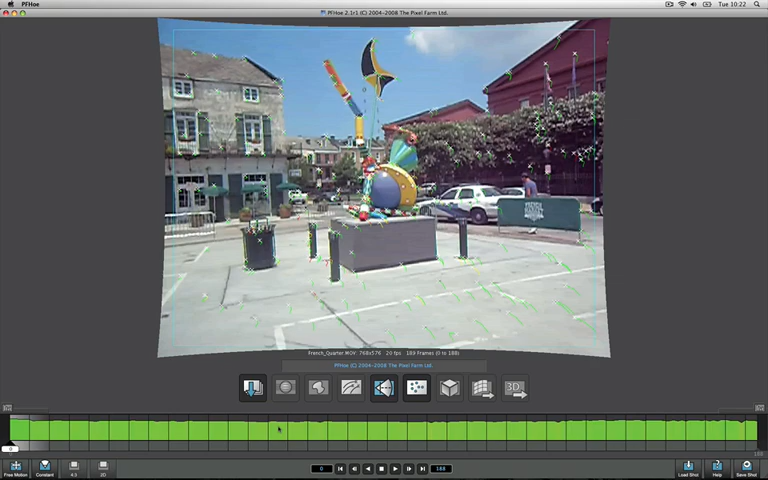 PFHoe
Tue 10:22
PFHoe 2.1r1 (C) 2004-2008 The Pixel Farm Ltd.
French_Quarter.MOV 768x576 20 fps 189 Frames (0 to 188)
PFHoe (C) 2004-2008 The Pixel Farm Ltd.
3D
0
188
Free Motion
Constant
4:3
2D
0
188
Load Shot
Help
Save Shot